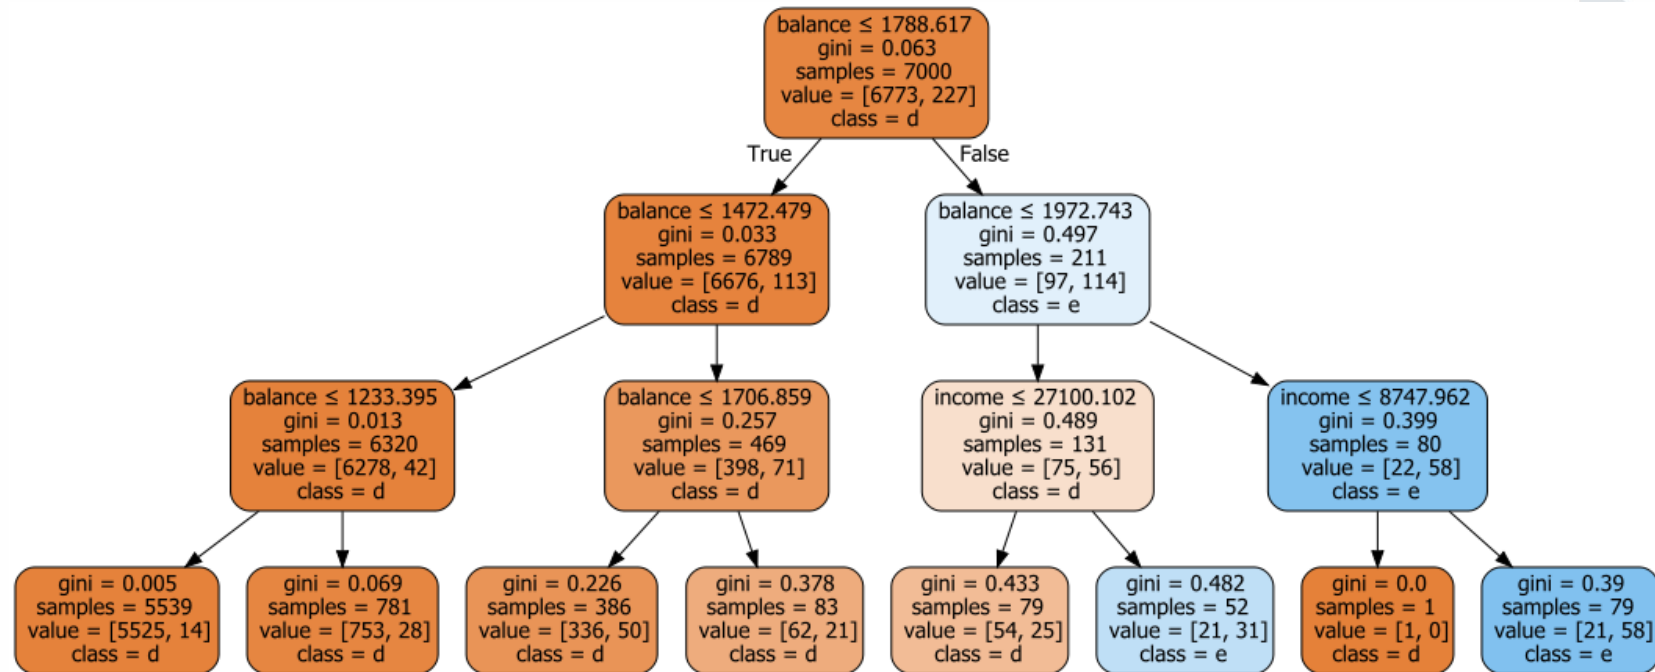 balance ≤ 1788.617
gini = 0.063
samples = 7000
value = [6773, 227]
class = d
True
False
balance ≤ 1472.479
gini = 0.033
samples = 6789
value = [6676, 113]
class = d
balance ≤ 1972.743
gini = 0.497
samples = 211
value = [97, 114]
class = e
balance ≤ 1233.395
gini = 0.013
samples = 6320
value = [6278, 42]
class = d
balance ≤ 1706.859
gini = 0.257
samples = 469
value = [398, 71]
class = d
income ≤ 27100.102
gini = 0.489
samples = 131
value = [75, 56]
class = d
income ≤ 8747.962
gini = 0.399
samples = 80
value = [22, 58]
class = e
gini = 0.005
samples = 5539
value = [5525, 14]
class = d
gini = 0.069
samples = 781
value = [753, 28]
class = d
gini = 0.226
samples = 386
value = [336, 50]
class = d
gini = 0.378
samples = 83
value = [62, 21]
class = d
gini = 0.433
samples = 79
value = [54, 25]
class = d
gini = 0.482
samples = 52
value = [21, 31]
class = e
gini = 0.0
samples = 1
value = [1, 0]
class = d
gini = 0.39
samples = 79
value = [21, 58]
class = e